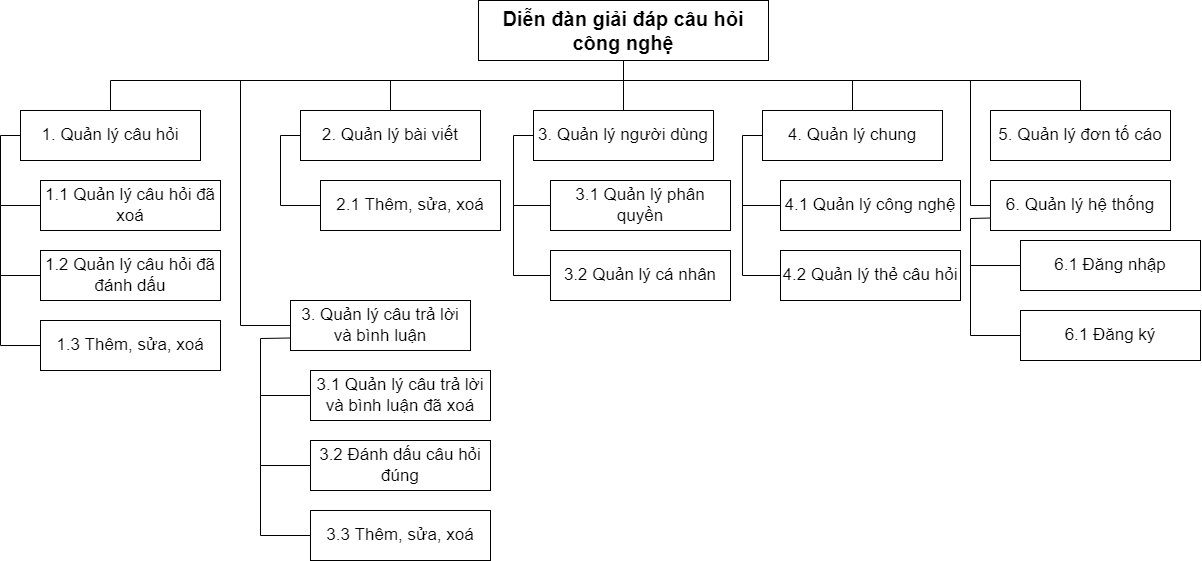 Diễn đàn giải đáp câu hỏi
công nghệ
1. Quản lý câu hỏi
1.1 Quản lý câu hỏi đã
xoá
1.2 Quản lý câu hỏi đã
đánh dấu
1.3 Thêm, sửa, xoá
2. Quản lý bài viết
2.1 Thêm, sửa, xoá
3. Quản lý câu trả lời
và bình luận
3.1 Quản lý câu trả lời
và bình luận đã xoá
3.2 Đánh dấu câu hỏi
đúng
3.3 Thêm, sửa, xoá
3. Quản lý người dùng
3.1 Quản lý phân
quyền
3.2 Quản lý cá nhân
4. Quản lý chung
4.1 Quản lý công nghệ
4.2 Quản lý thẻ câu hỏi
5. Quản lý đơn tố cáo
6. Quản lý hệ thống
6.1 Đăng nhập
6.1 Đăng ký